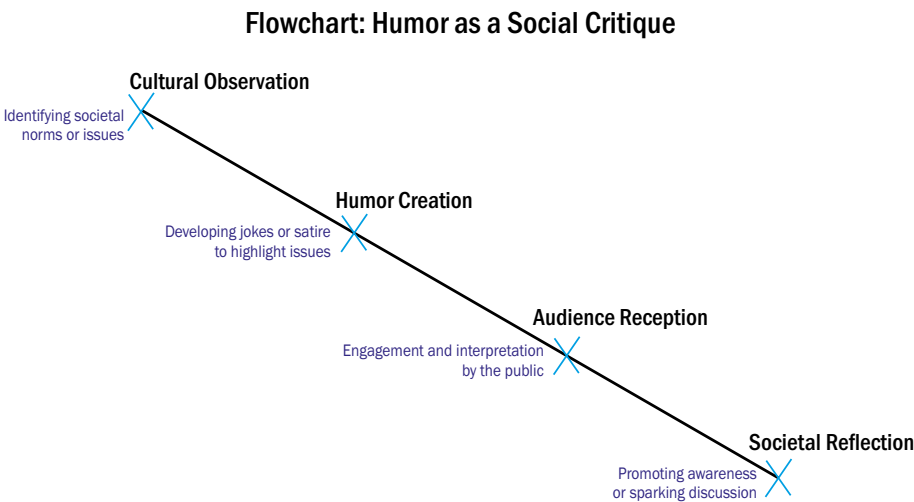 Flowchart: Humor as a Social Critique
Cultural Observation
Identifying societal
norms or issues
Humor Creation
Developing jokes or satire
to highlight issues
Audience Reception
Engagement and interpretation
by the public
Societal Reflection
Promoting awareness
or sparking discussion